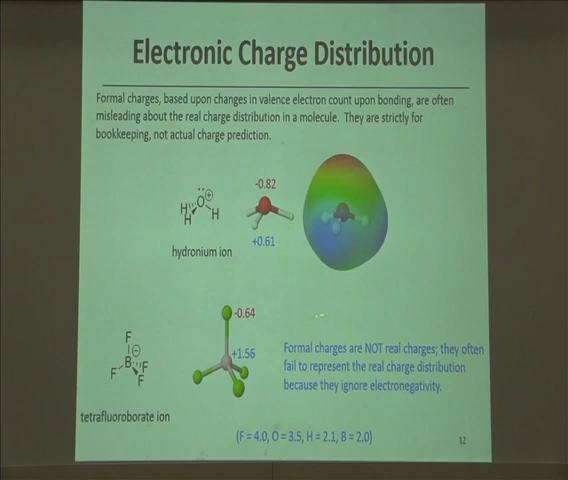 Electronic Charge Distribution
Formal charges, based upon changes in valence electron count upon bonding, are often
misleading about the real charge distribution in a molecule. They are strictly for
bookkeeping, not actual charge prediction.
-0.82
H O ⊕
H H
+0.61
hydronium ion
-0.64
F
⊖
B
F F
F
+1.56
Formal charges are NOT real charges; they often
fail to represent the real charge distribution
because they ignore electronegativity.
tetrafluoroborate ion
(F = 4.0, O = 3.5, H = 2.1, B = 2.0)
12